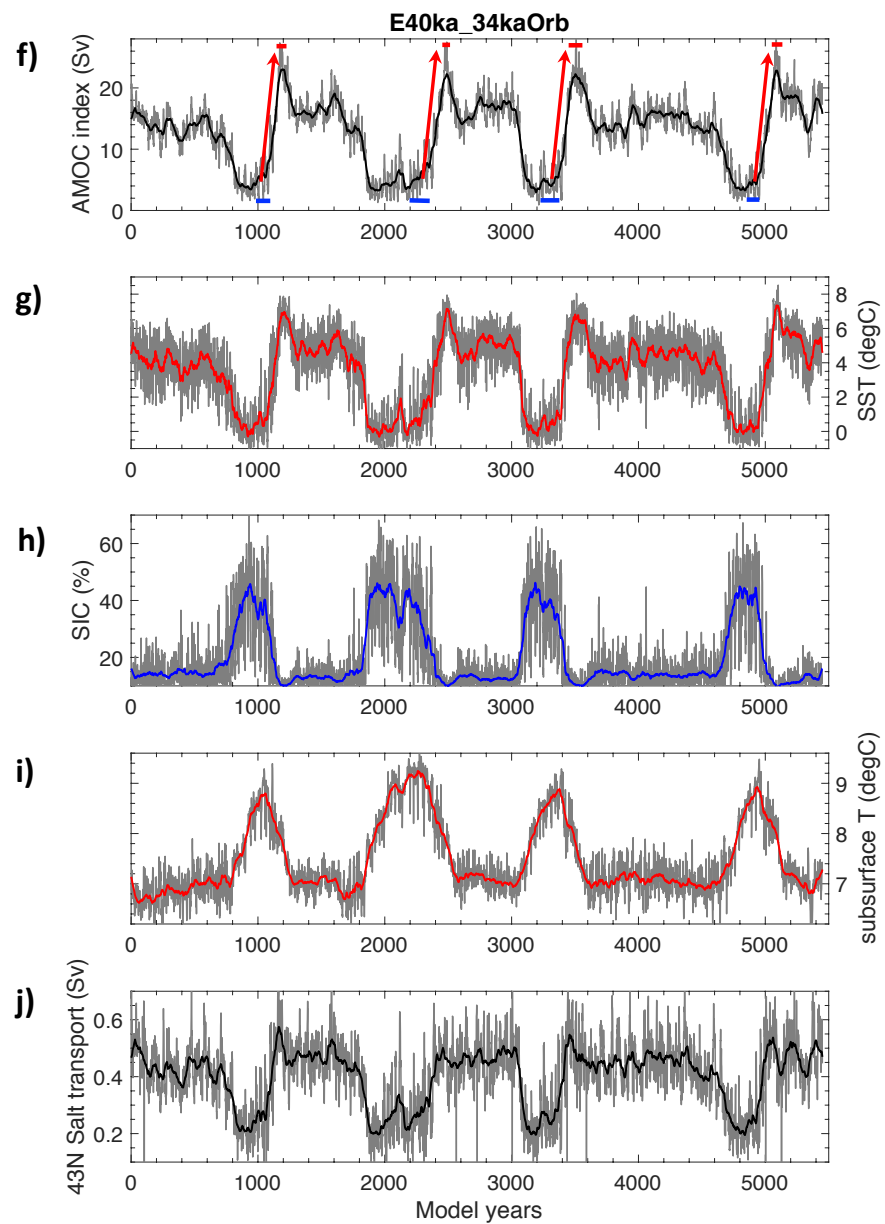 E40ka_34kaOrb
f)
AMOC index (Sv)
20
10
0
0 1000 2000 3000 4000 5000
g)
SST (degC)
8
6
4
2
0
0 1000 2000 3000 4000 5000
h)
SIC (%)
60
40
20
0 1000 2000 3000 4000 5000
i)
subsurface T (degC)
9
8
7
0 1000 2000 3000 4000 5000
j)
43N Salt transport (Sv)
0.6
0.4
0.2
0 1000 2000 3000 4000 5000
Model years